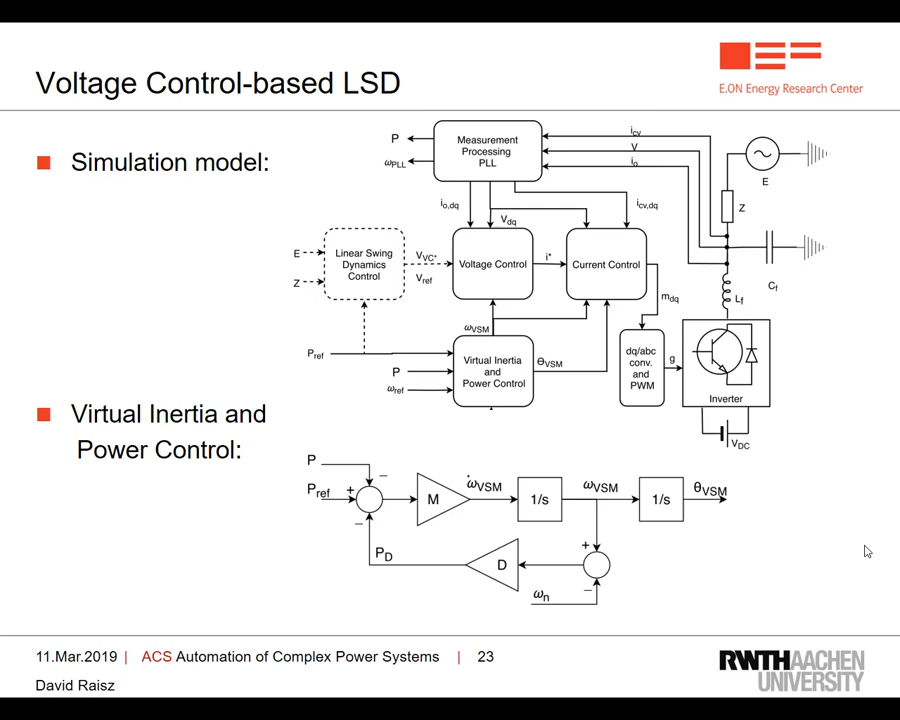 Voltage Control-based LSD
E.ON Energy Research Center
Simulation model:
P
ωPLL
Measurement
Processing
PLL
icv
V
io
E
Z
Cf
Lf
io,dq
Vdq
icv,dq
E
Z
Linear Swing
Dynamics
Control
VVC*
Vref
Voltage Control
i*
Current Control
mdq
ωVSM
Pref
P
ωref
Virtual Inertia
and
Power Control
ΘVSM
dq/abc
conv.
and
PWM
g
Inverter
VDC
Virtual Inertia and
Power Control:
P
−
Pref
+
−
M
ω̇VSM
1/s
ωVSM
1/s
θVSM
PD
D
+
−
ωn
11.Mar.2019 | ACS Automation of Complex Power Systems | 23
David Raisz
RWTH AACHEN
UNIVERSITY